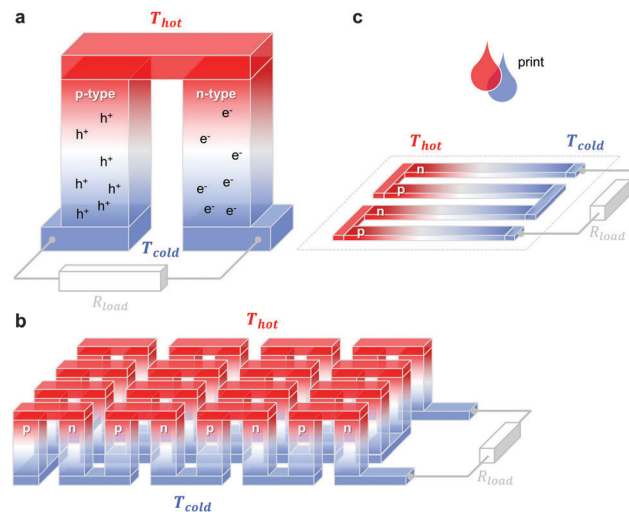 a
T_hot
p-type
n-type
h⁺
h⁺
h⁺
h⁺
h⁺
h⁺
h⁺
e⁻
e⁻
e⁻
e⁻
e⁻
e⁻
e⁻
T_cold
R_load
c
print
T_hot
T_cold
n
p
n
p
R_load
b
T_hot
p n p n p n p n
T_cold
R_load